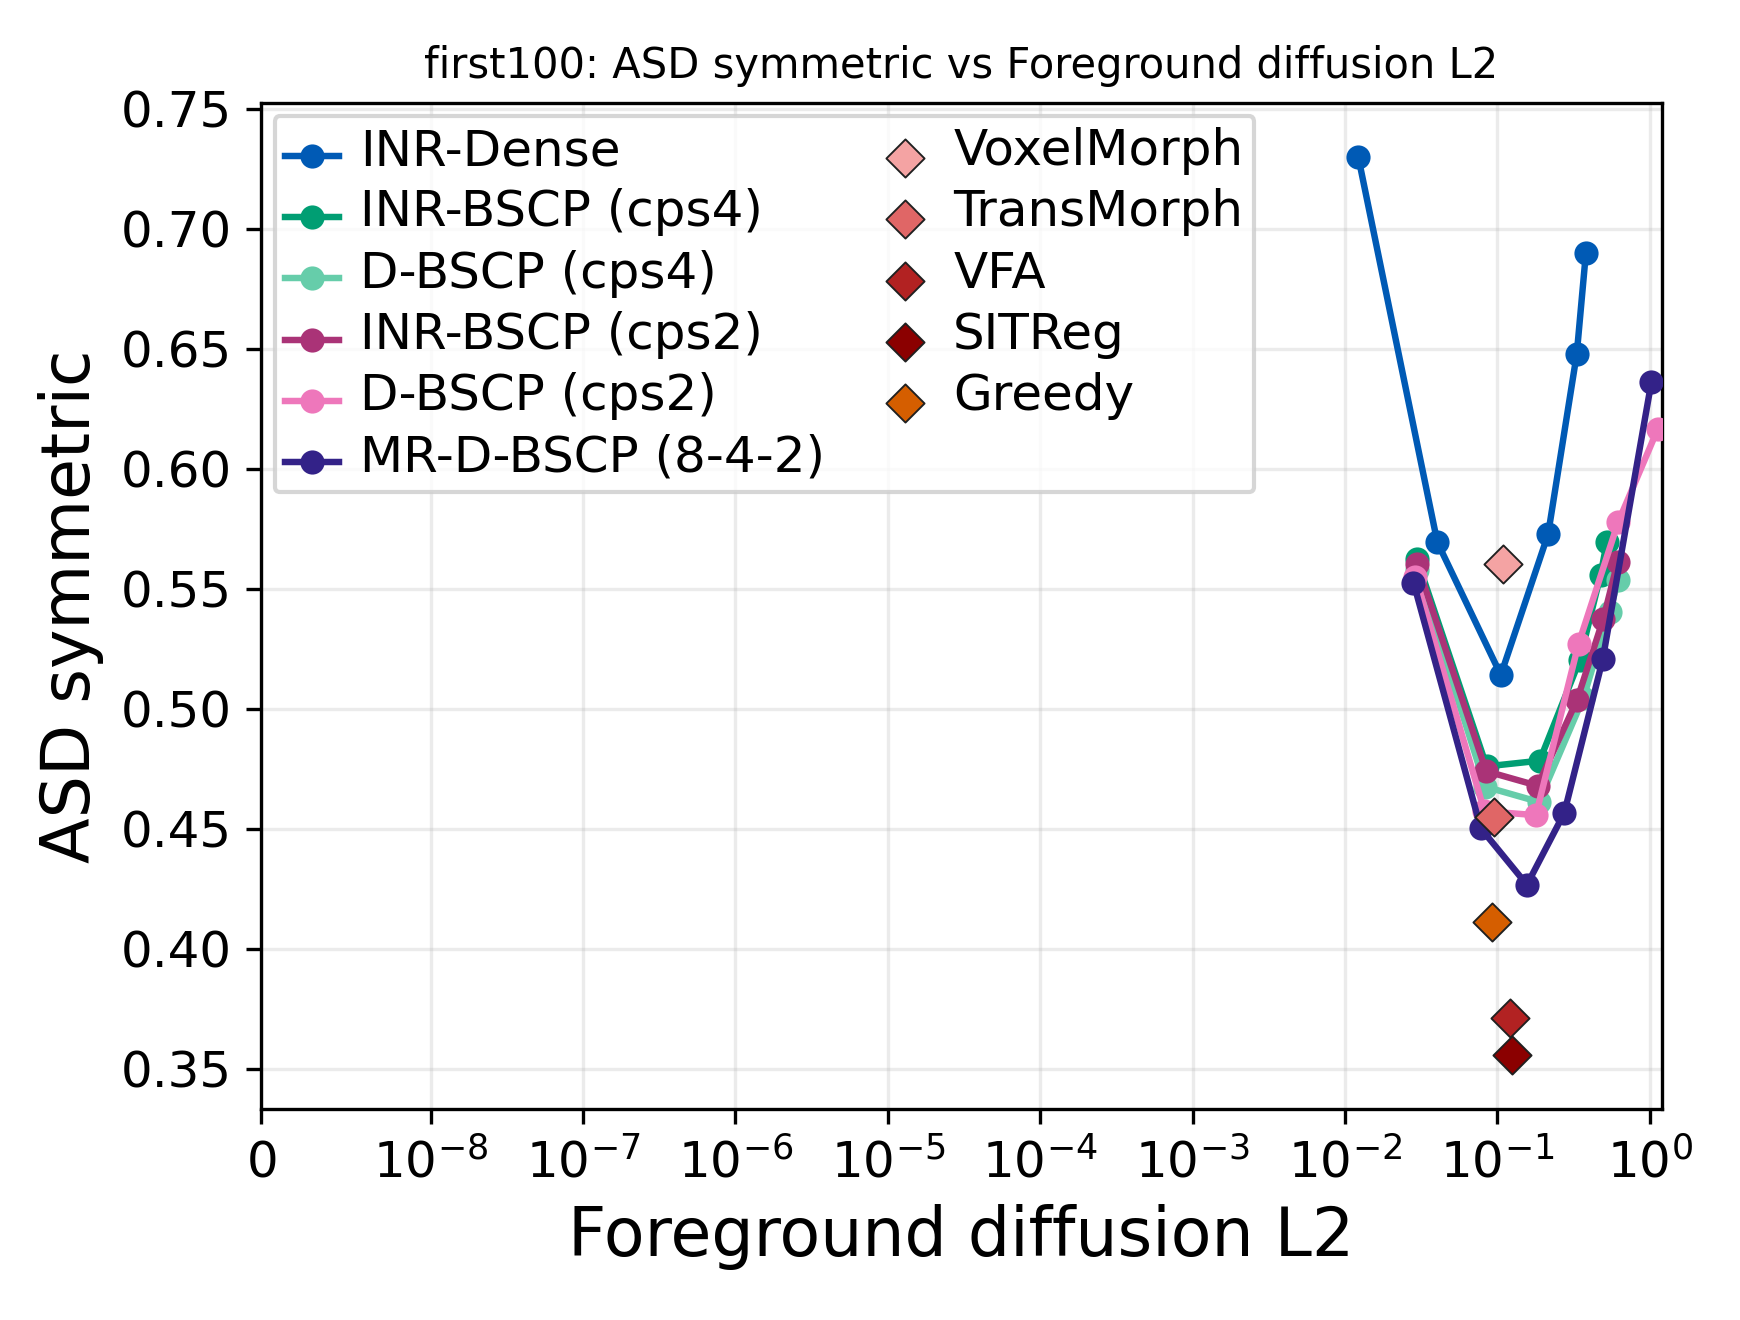 first100: ASD symmetric vs Foreground diffusion L2
ASD symmetric
0.75
0.70
0.65
0.60
0.55
0.50
0.45
0.40
0.35
INR-Dense
INR-BSCP (cps4)
D-BSCP (cps4)
INR-BSCP (cps2)
D-BSCP (cps2)
MR-D-BSCP (8-4-2)
VoxelMorph
TransMorph
VFA
SITReg
Greedy
0 10⁻⁸ 10⁻⁷ 10⁻⁶ 10⁻⁵ 10⁻⁴ 10⁻³ 10⁻² 10⁻¹ 10⁰
Foreground diffusion L2